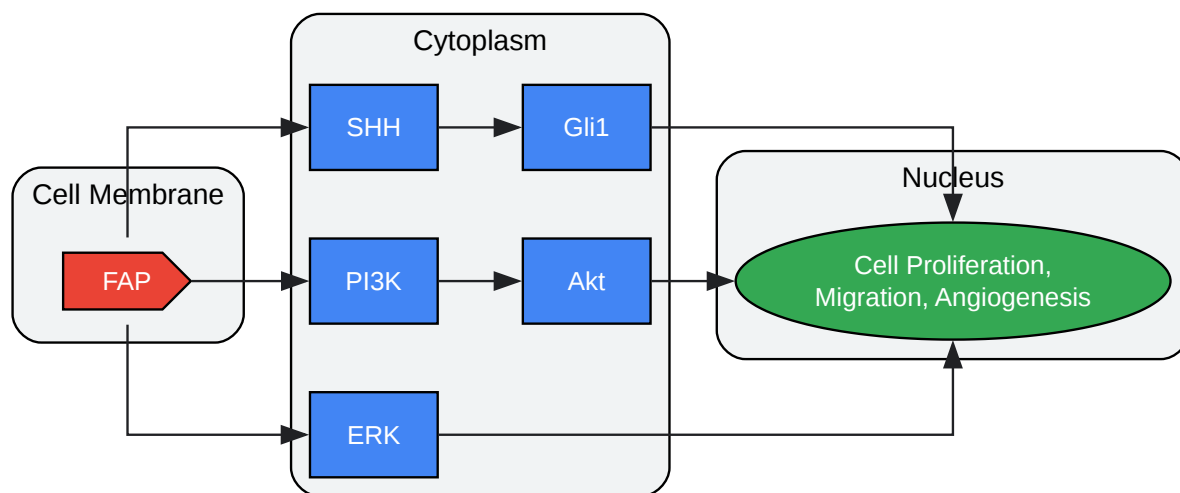 Cytoplasm
SHH
Gli1
Cell Membrane
Nucleus
FAP
PI3K
Akt
Cell Proliferation,
Migration, Angiogenesis
ERK